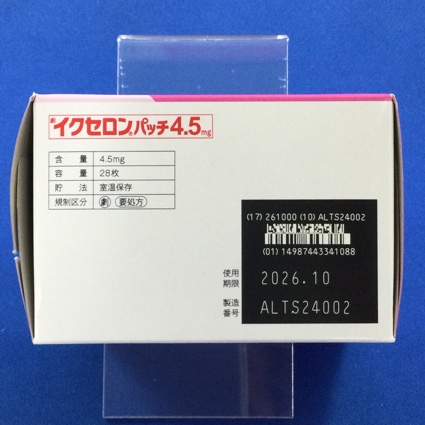 劇 イクセロン®パッチ4.5mg
含 量 4.5mg
容 量 28枚
貯 法 室温保存
規制区分 劇 要処方
(17) 261000 (10) ALTS24002
(01) 14987443341088
使用期限 2026.10
製造番号 ALTS24002